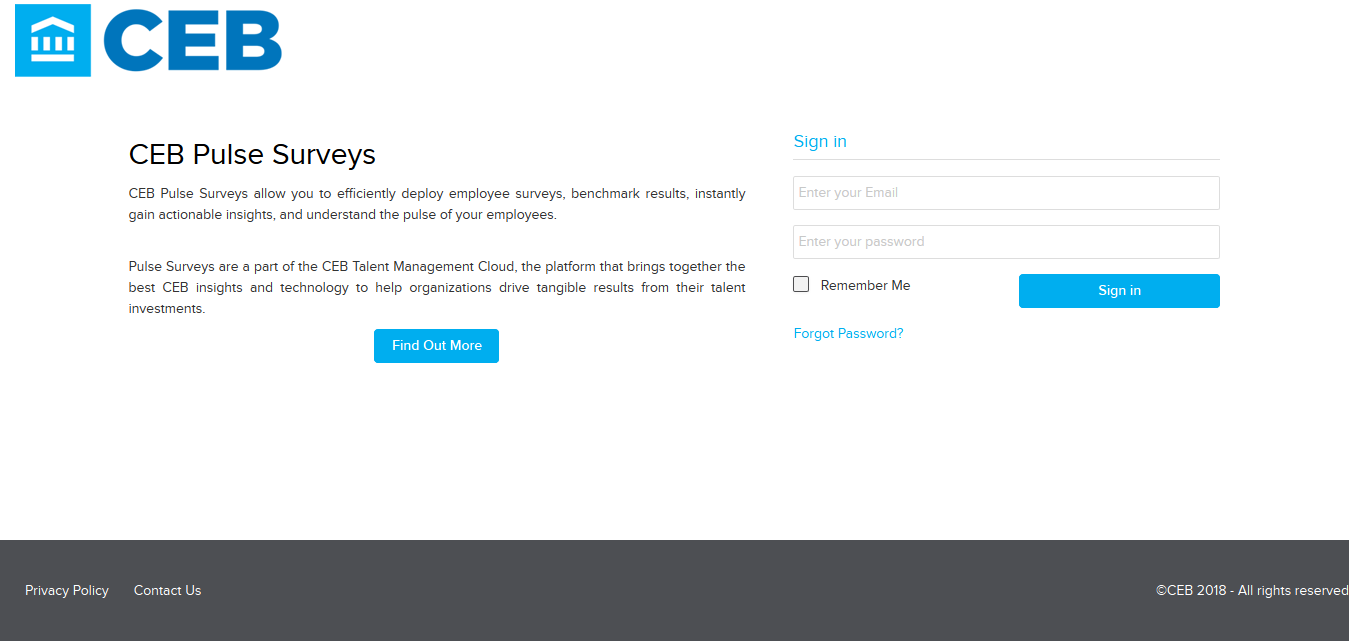 CEB
CEB Pulse Surveys
CEB Pulse Surveys allow you to efficiently deploy employee surveys, benchmark results, instantly
gain actionable insights, and understand the pulse of your employees.
Pulse Surveys are a part of the CEB Talent Management Cloud, the platform that brings together the
best CEB insights and technology to help organizations drive tangible results from their talent
investments.
Find Out More
Sign in
Enter your Email
Enter your password
Remember Me
Sign in
Forgot Password?
Privacy Policy
Contact Us
©CEB 2018 - All rights reserved